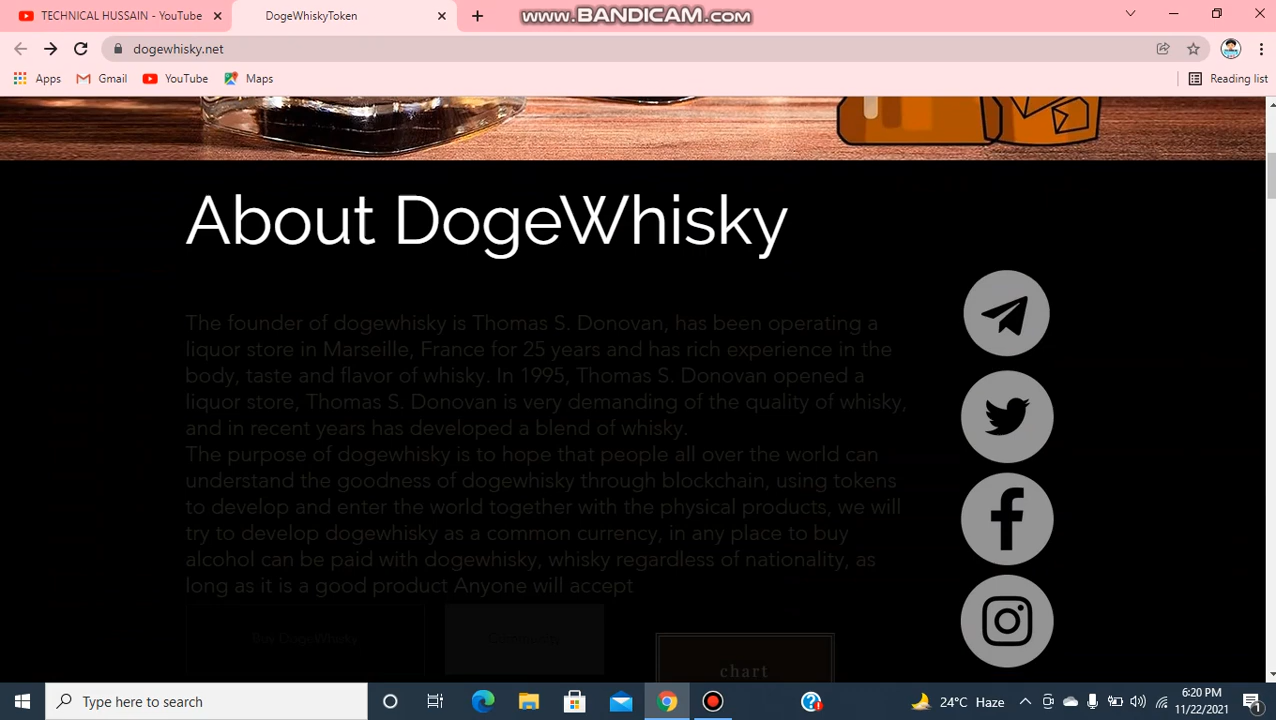 TECHNICAL HUSSAIN - YouTube
DogeWhiskyToken
www.BANDICAM.com
dogewhisky.net
Apps
Gmail
YouTube
Maps
Reading list
About DogeWhisky
The founder of dogewhisky is Thomas S. Donovan, has been operating a
liquor store in Marseille, France for 25 years and has rich experience in the
body, taste and flavor of whisky. In 1995, Thomas S. Donovan opened a
liquor store, Thomas S. Donovan is very demanding of the quality of whisky,
and in recent years has developed a blend of whisky.
The purpose of dogewhisky is to hope that people all over the world can
understand the goodness of dogewhisky through blockchain, using tokens
to develop and enter the world together with the physical products, we will
try to develop dogewhisky as a common currency, in any place to buy
alcohol can be paid with dogewhisky, whisky regardless of nationality, as
long as it is a good product Anyone will accept
Buy DogeWhisky
chart
Type here to search
24°C Haze
6:20 PM
11/22/2021
1